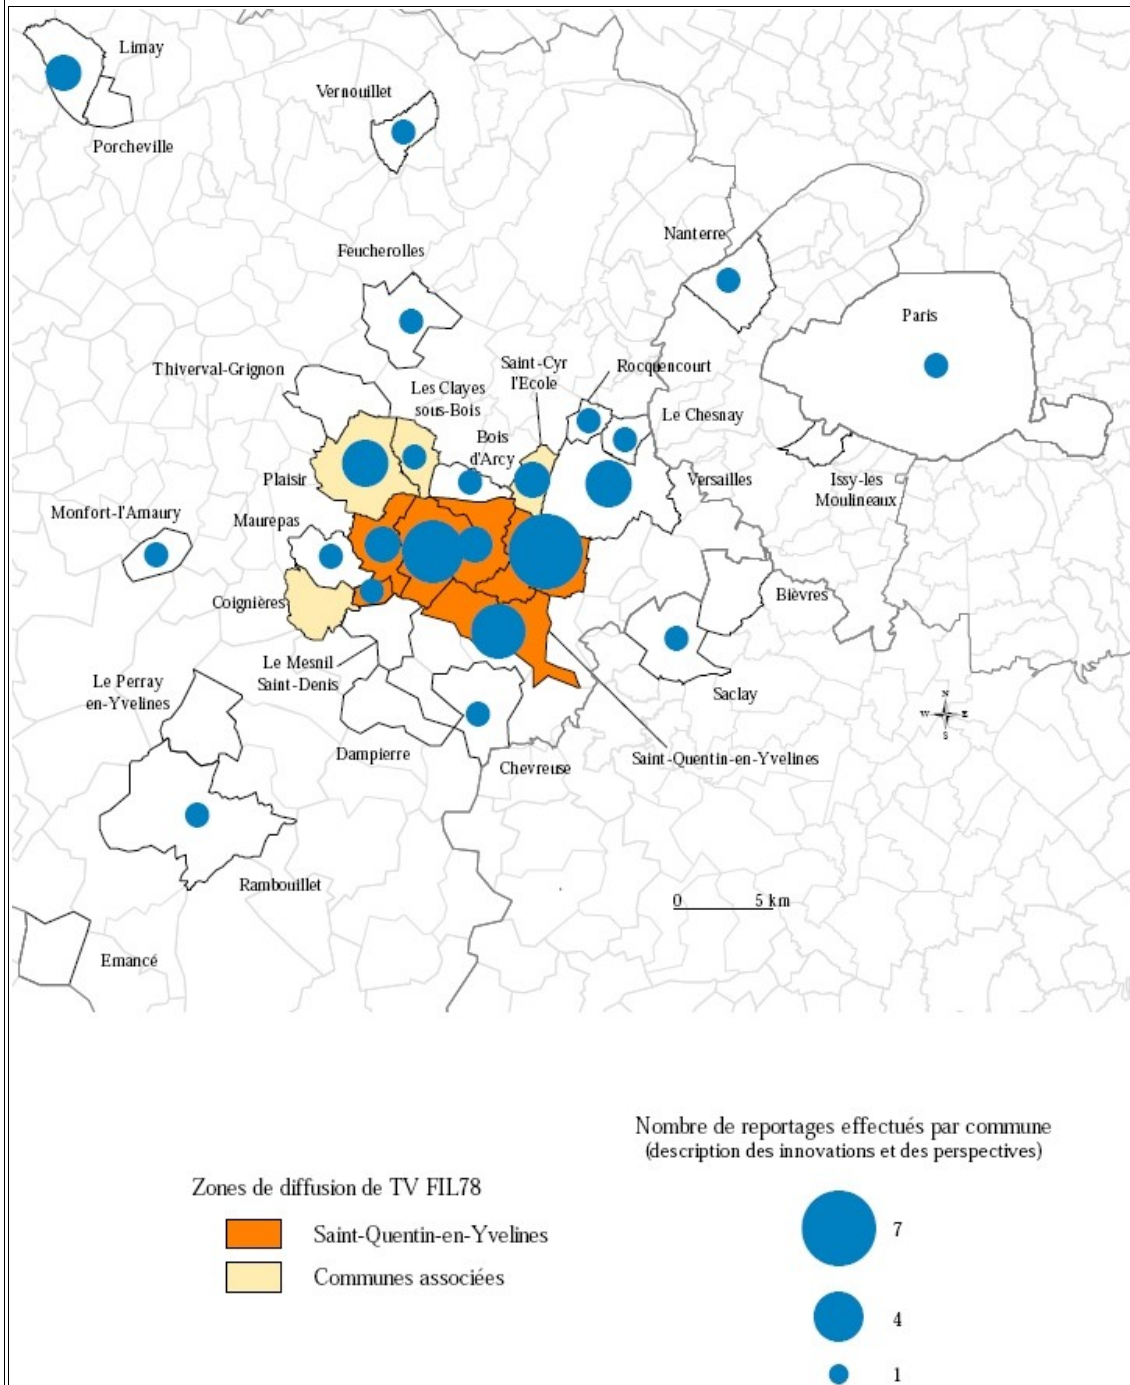 Limay
Vernouillet
Porcheville
Nanterre
Feucherolles
Paris
Thiverval-Grignon
Saint-Cyr
l'Ecole
Rocquencourt
Les Clayes
sous-Bois
Le Chesnay
Bois
d'Arcy
Plaisir
Versailles
Issy-les
Moulineaux
Monfort-l'Amaury
Maurepas
Coignières
Bièvres
Le Mesnil
Saint-Denis
Le Perray
en-Yvelines
Saclay
N
W E
S
Dampierre
Chevreuse
Saint-Quentin-en-Yvelines
Rambouillet
0 5 km
Emancé
Nombre de reportages effectués par commune
(description des innovations et des perspectives)
Zones de diffusion de TV FIL78
Saint-Quentin-en-Yvelines
Communes associées
7
4
1